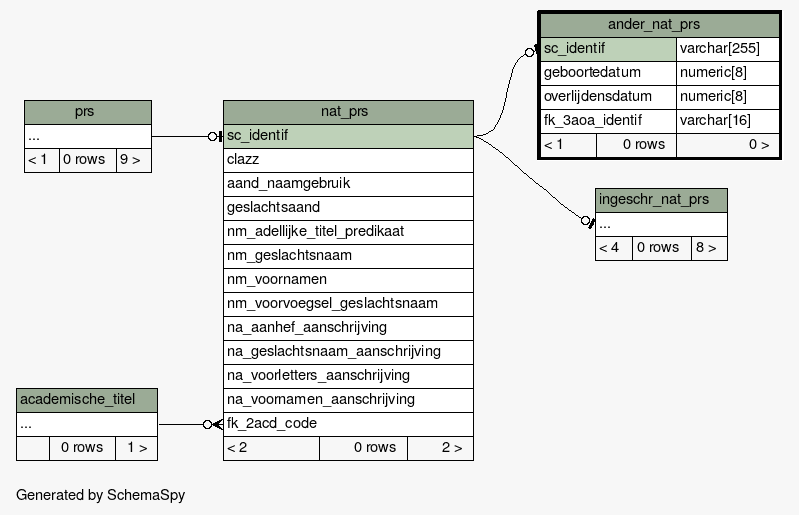 ander_nat_prs
sc_identif varchar[255]
geboortedatum numeric[8]
overlijdensdatum numeric[8]
fk_3aoa_identif varchar[16]
< 1 0 rows 0 >
prs
...
< 1 0 rows 9 >
nat_prs
sc_identif
clazz
aand_naamgebruik
geslachtsaand
nm_adellijke_titel_predikaat
nm_geslachtsnaam
nm_voornamen
nm_voorvoegsel_geslachtsnaam
na_aanhef_aanschrijving
na_geslachtsnaam_aanschrijving
na_voorletters_aanschrijving
na_voornamen_aanschrijving
fk_2acd_code
< 2 0 rows 2 >
ingeschr_nat_prs
...
< 4 0 rows 8 >
academische_titel
...
0 rows 1 >
Generated by SchemaSpy